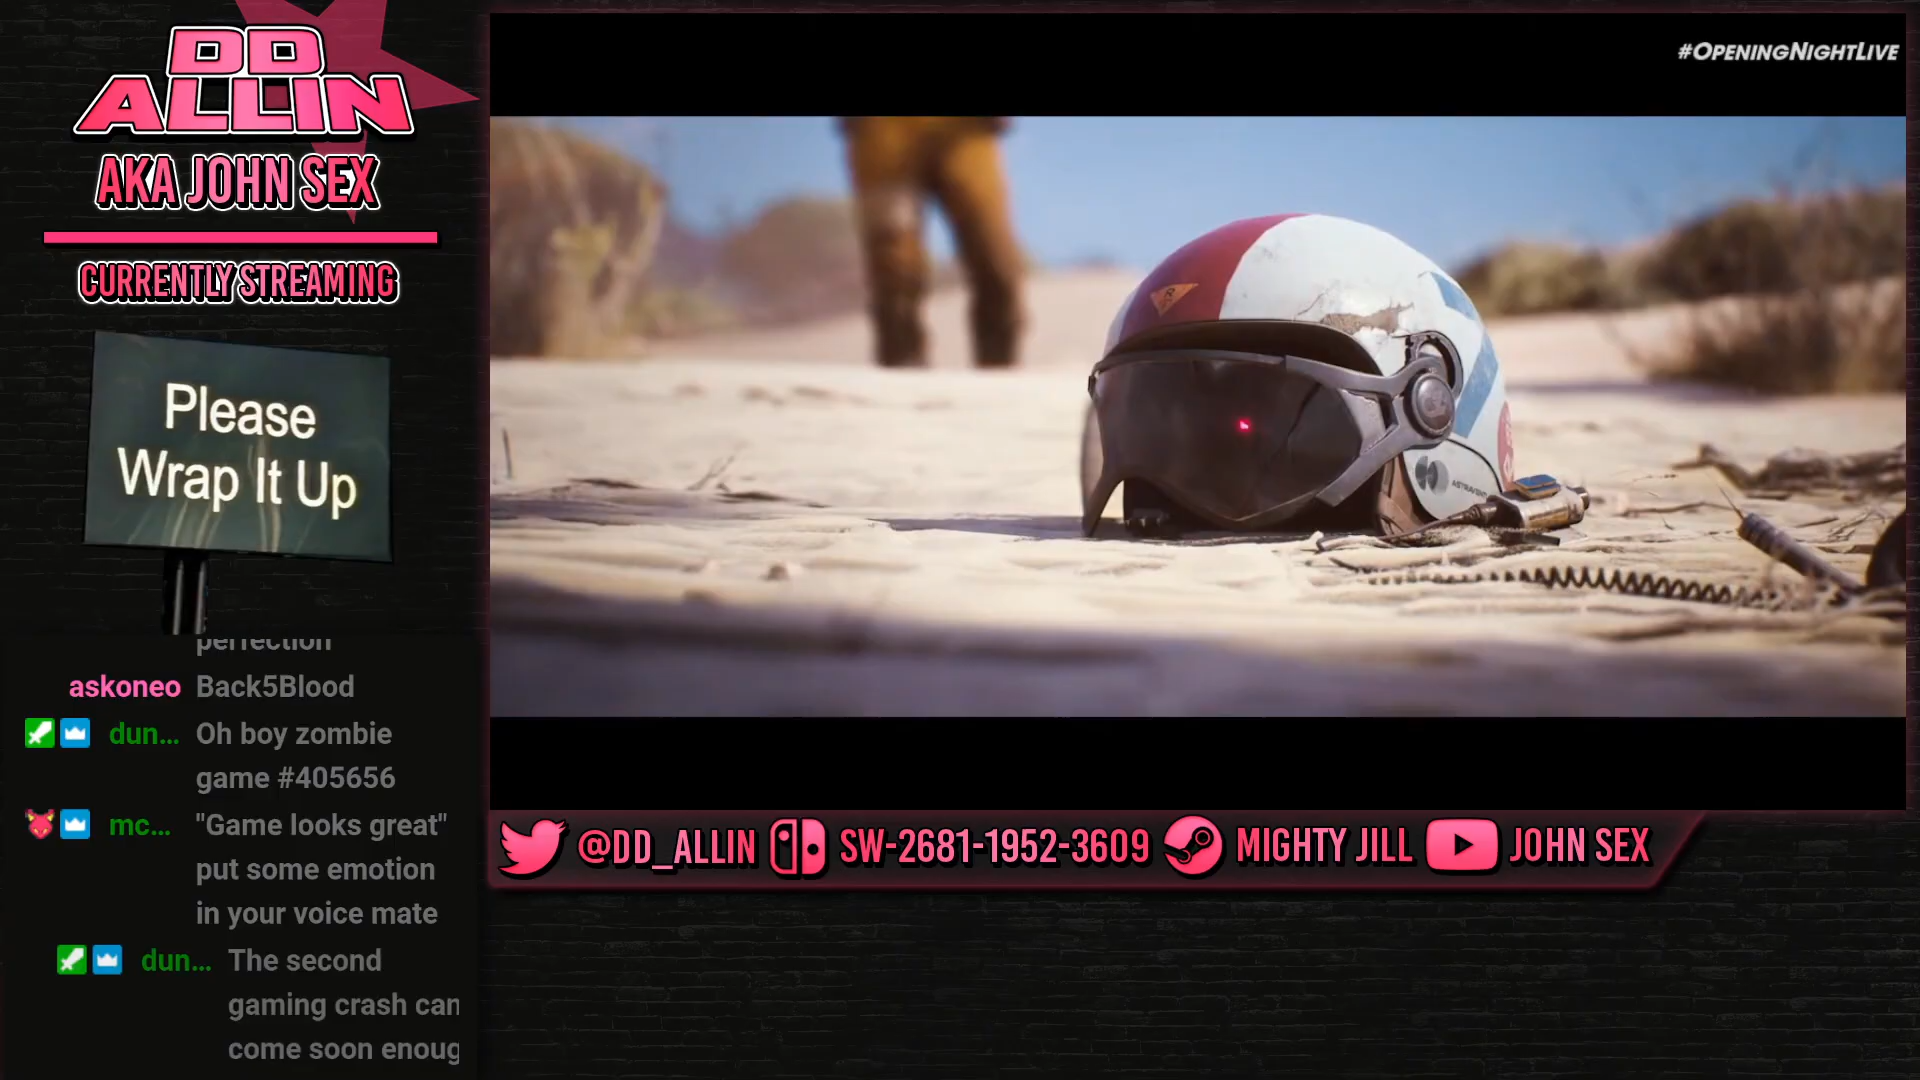 DD
ALLIN
AKA JOHN SEX
CURRENTLY STREAMING
Please
Wrap It Up
perfection
askoneo Back5Blood
dun... Oh boy zombie
game #405656
mc... "Game looks great"
put some emotion
in your voice mate
dun... The second
gaming crash can
come soon enoug
#OPENINGNIGHTLIVE
@DD_ALLIN SW-2681-1952-3609 MIGHTY JILL JOHN SEX